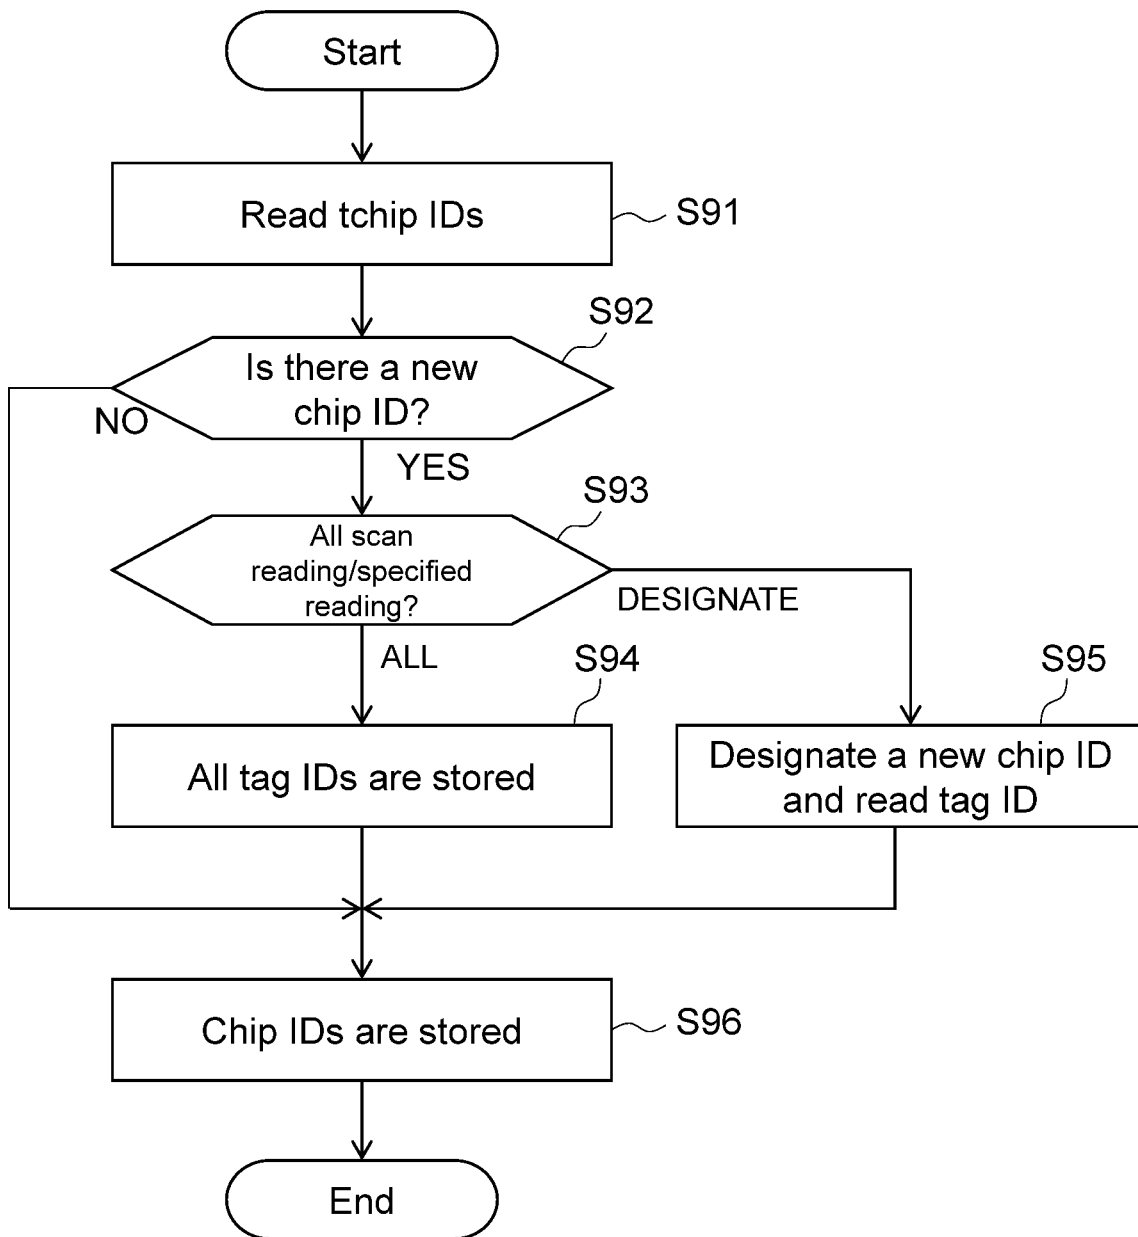 Start
Read tchip IDs
S91
S92
Is there a new
chip ID?
NO
YES
S93
All scan
reading/specified
reading?
DESIGNATE
ALL
S94
S95
All tag IDs are stored
Designate a new chip ID
and read tag ID
Chip IDs are stored
S96
End